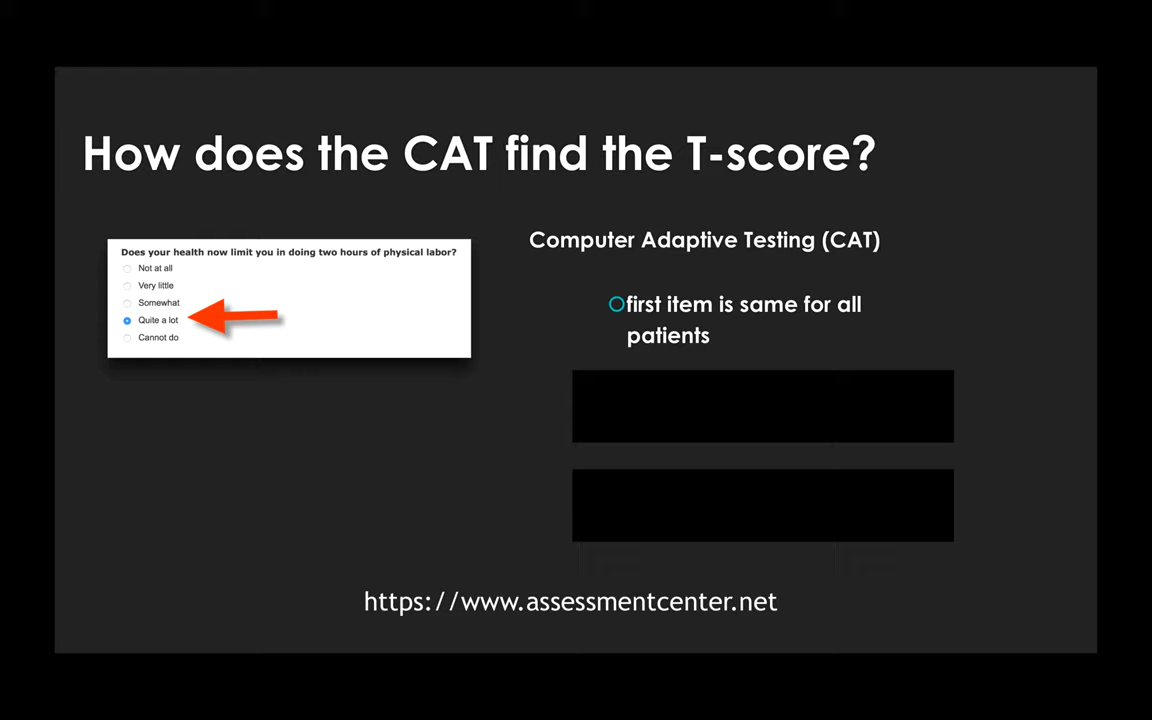 How does the CAT find the T-score?
Does your health now limit you in doing two hours of physical labor?
Not at all
Very little
Somewhat
Quite a lot
Cannot do
Computer Adaptive Testing (CAT)
first item is same for all
patients
https://www.assessmentcenter.net